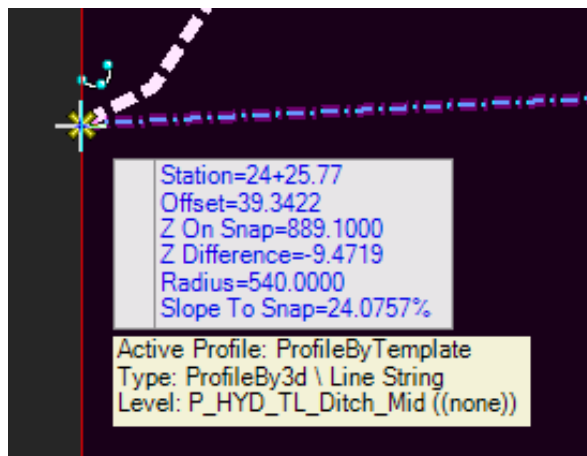 Station=24+25.77
Offset=39.3422
Z On Snap=889.1000
Z Difference=-9.4719
Radius=540.0000
Slope To Snap=24.0757%
Active Profile: ProfileByTemplate
Type: ProfileBy3d \ Line String
Level: P_HYD_TL_Ditch_Mid ((none))